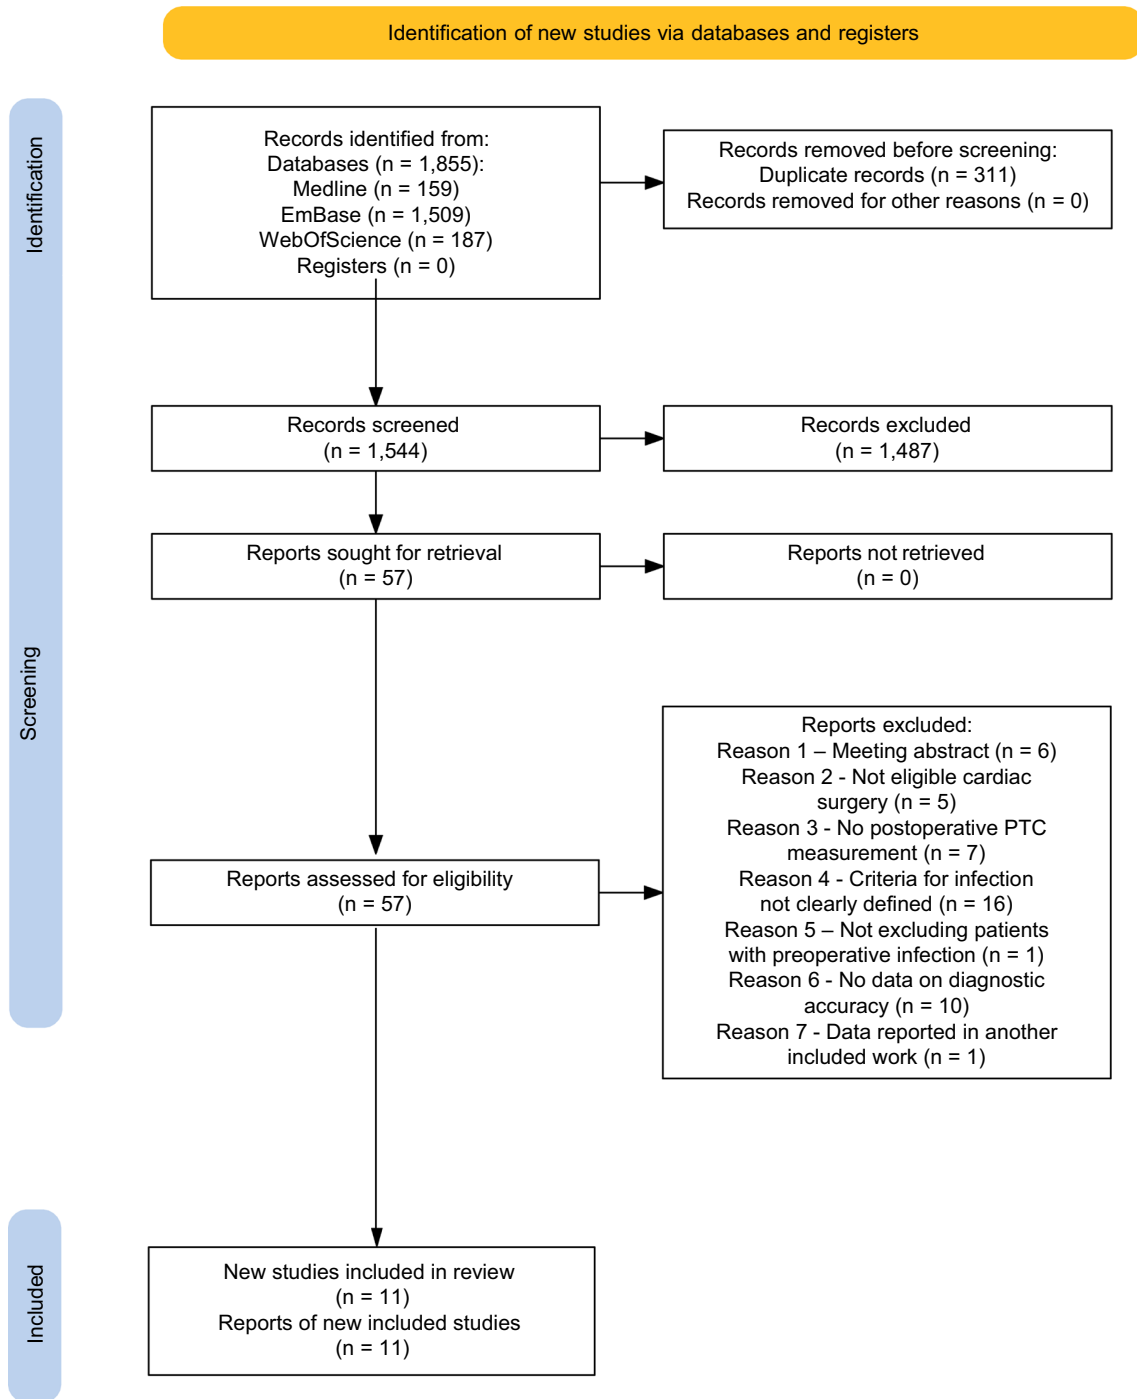 Identification of new studies via databases and registers
Identification
Records identified from:
Databases (n = 1,855):
Medline (n = 159)
EmBase (n = 1,509)
WebOfScience (n = 187)
Registers (n = 0)
Records removed before screening:
Duplicate records (n = 311)
Records removed for other reasons (n = 0)
Screening
Records screened
(n = 1,544)
Records excluded
(n = 1,487)
Reports sought for retrieval
(n = 57)
Reports not retrieved
(n = 0)
Reports assessed for eligibility
(n = 57)
Reports excluded:
Reason 1 – Meeting abstract (n = 6)
Reason 2 - Not eligible cardiac
surgery (n = 5)
Reason 3 - No postoperative PTC
measurement (n = 7)
Reason 4 - Criteria for infection
not clearly defined (n = 16)
Reason 5 – Not excluding patients
with preoperative infection (n = 1)
Reason 6 - No data on diagnostic
accuracy (n = 10)
Reason 7 - Data reported in another
included work (n = 1)
Included
New studies included in review
(n = 11)
Reports of new included studies
(n = 11)